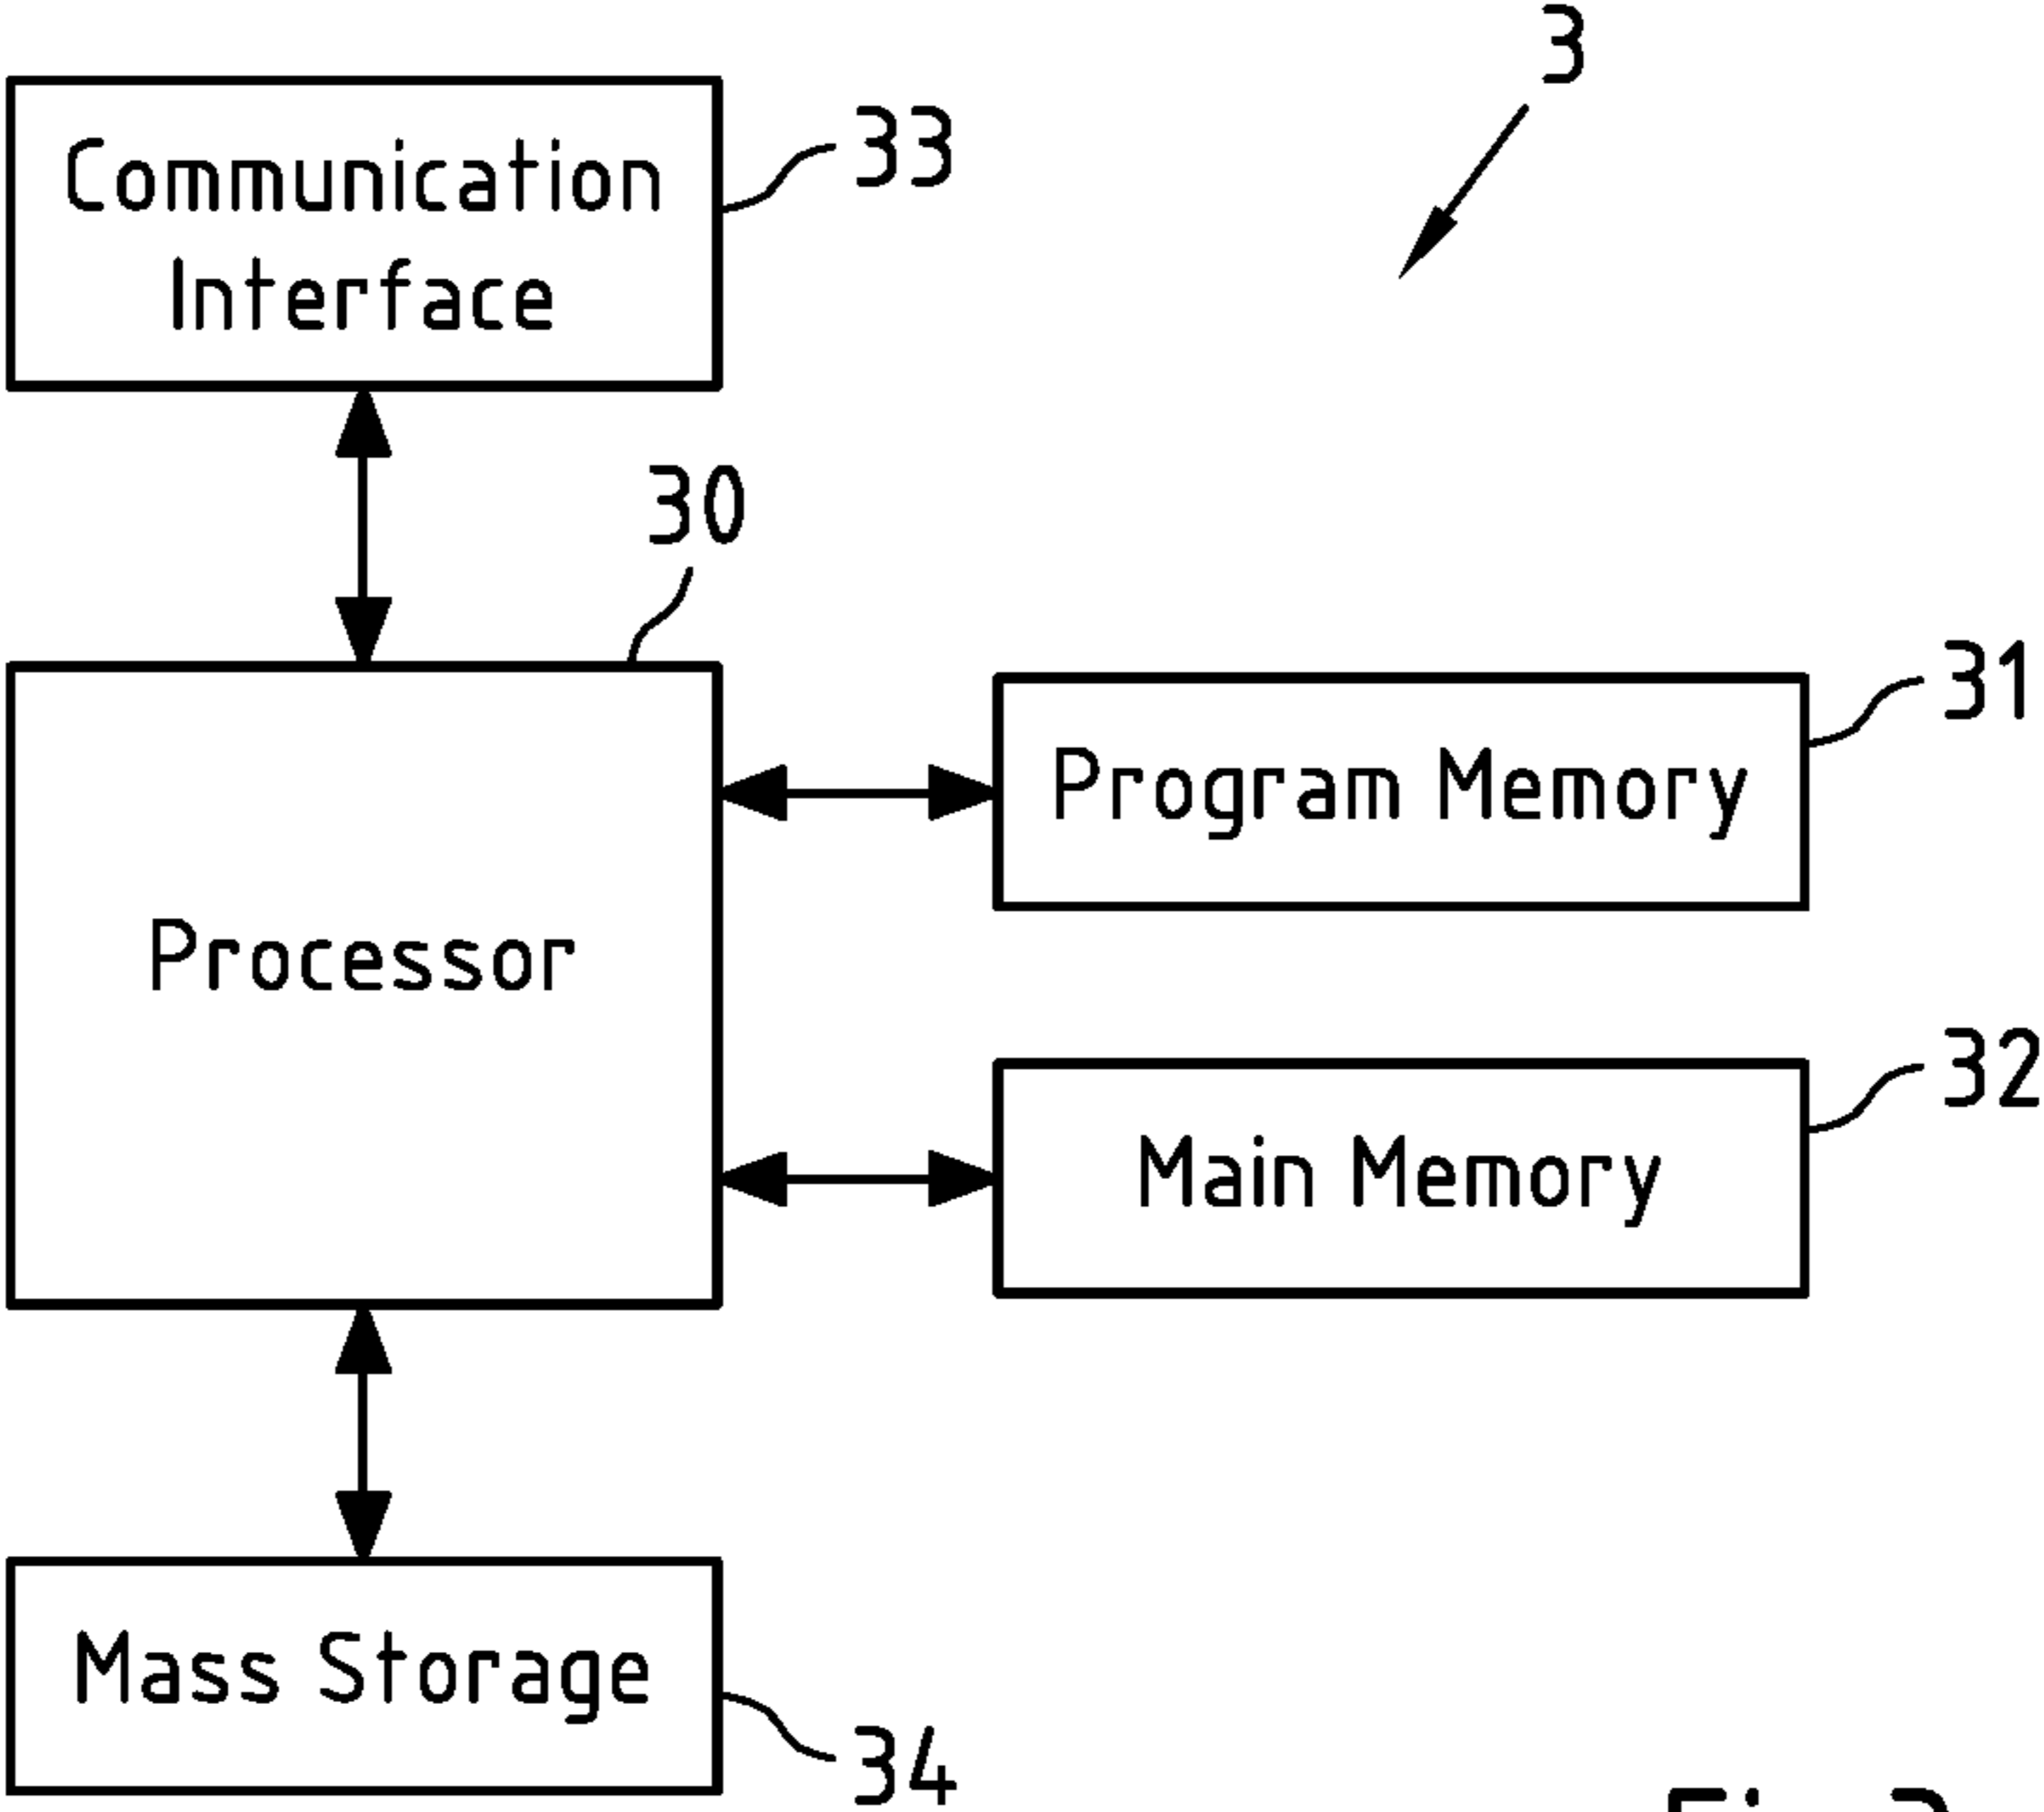 3
Communication
Interface
33
30
Processor
Program Memory
31
Main Memory
32
Mass Storage
34